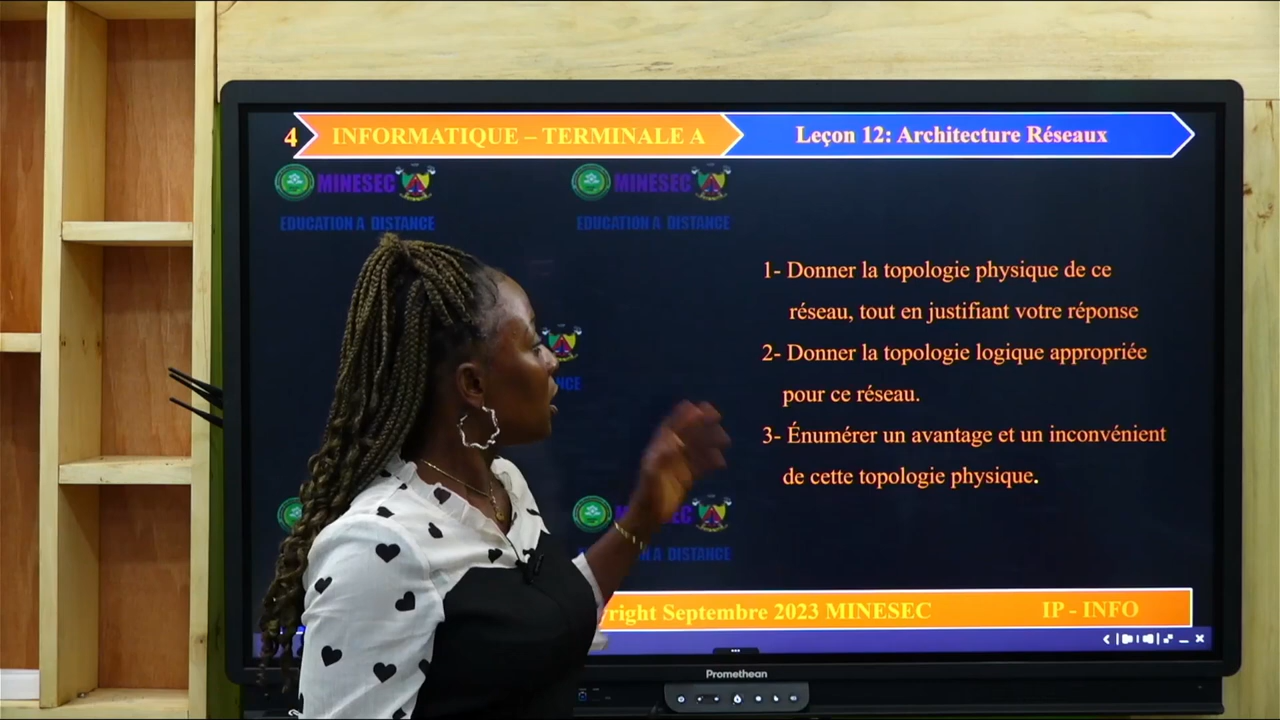 4 INFORMATIQUE – TERMINALE A
Leçon 12: Architecture Réseaux
MINESEC MINESEC
EDUCATION A DISTANCE EDUCATION A DISTANCE
1- Donner la topologie physique de ce
réseau, tout en justifiant votre réponse
2- Donner la topologie logique appropriée
pour ce réseau.
3- Énumérer un avantage et un inconvénient
de cette topologie physique.
DISTANCE
Septembre 2023 MINESEC
IP - INFO
Promethean